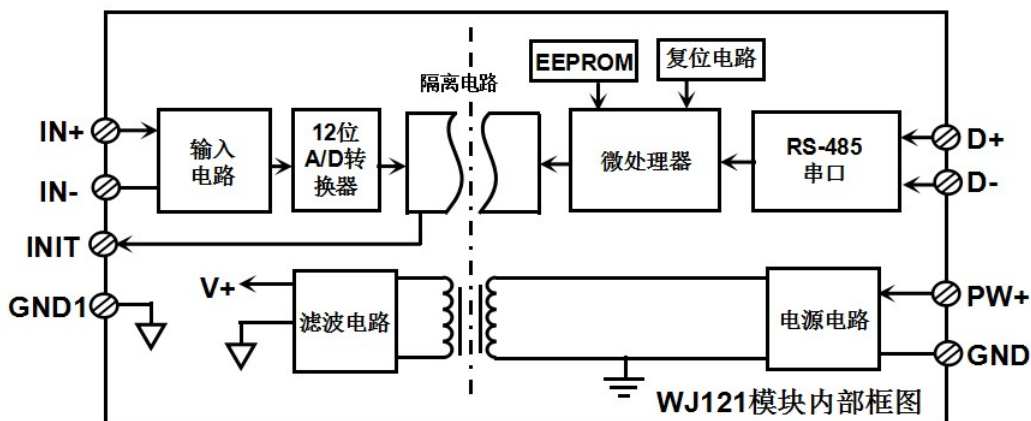 EEPROM
复位电路
隔离电路
IN+
IN-
INIT
GND1
输入
电路
12位
A/D转
换器
微处理器
RS-485
串口
D+
D-
V+
滤波电路
电源电路
PW+
GND
WJ121模块内部框图